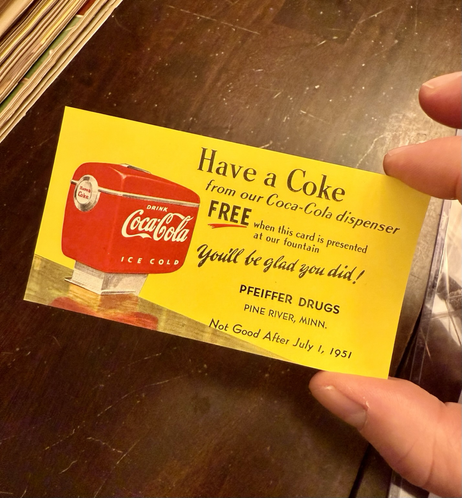 Have a Coke
from our Coca-Cola dispenser
FREE when this card is presented
at our fountain
You'll be glad you did!
PFEIFFER DRUGS
PINE RIVER, MINN.
Not Good After July 1, 1951
Have a Coke
DRINK
Coca-Cola
ICE COLD